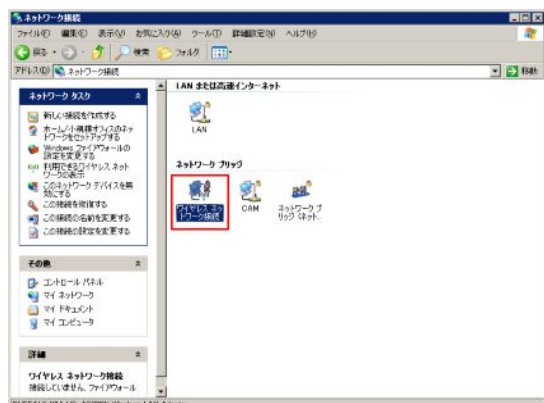 ネットワーク接続
ファイル(F) 編集(E) 表示(V) お気に入り(A) ツール(T) 詳細設定(N) ヘルプ(H)
戻る 検索 フォルダ
アドレス(D) ネットワーク接続 移動
ネットワーク タスク
新しい接続を作成する
ホーム/小規模オフィスのネッ
トワークをセットアップする
Windows ファイアウォールの
設定を変更する
利用できるワイヤレス ネット
ワークの表示
このネットワーク デバイスを無
効にする
この接続を修復する
この接続の名前を変更する
この接続の設定を変更する
その他
コントロール パネル
マイ ネットワーク
マイ ドキュメント
マイ コンピュータ
詳細
ワイヤレス ネットワーク接続
接続していません, ファイアウォール
LAN または高速インターネット
LAN
ネットワーク ブリッジ
ワイヤレス ネッ
トワーク接続
CAM
ネットワーク ブ
リッジ (ネット...